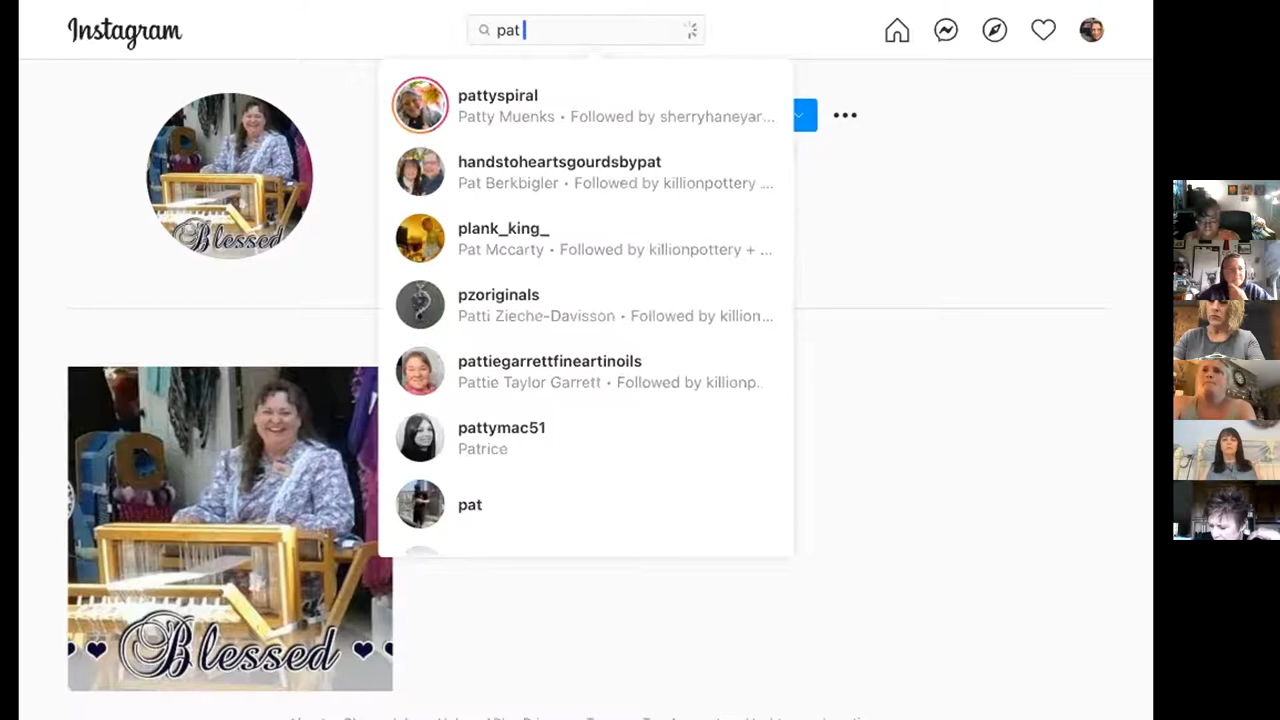 Instagram
pat
pattyspiral
Patty Muenks • Followed by sherryhaneyar...
handstoheartsgourdsbypat
Pat Berkbigler • Followed by killionpottery ...
plank_king_
Pat Mccarty • Followed by killionpottery + ...
pzoriginals
Patti Zieche-Davisson • Followed by killion...
pattiegarrettfineartinoils
Pattie Taylor Garrett • Followed by killionp..
pattymac51
Patrice
pat
Blessed
Blessed